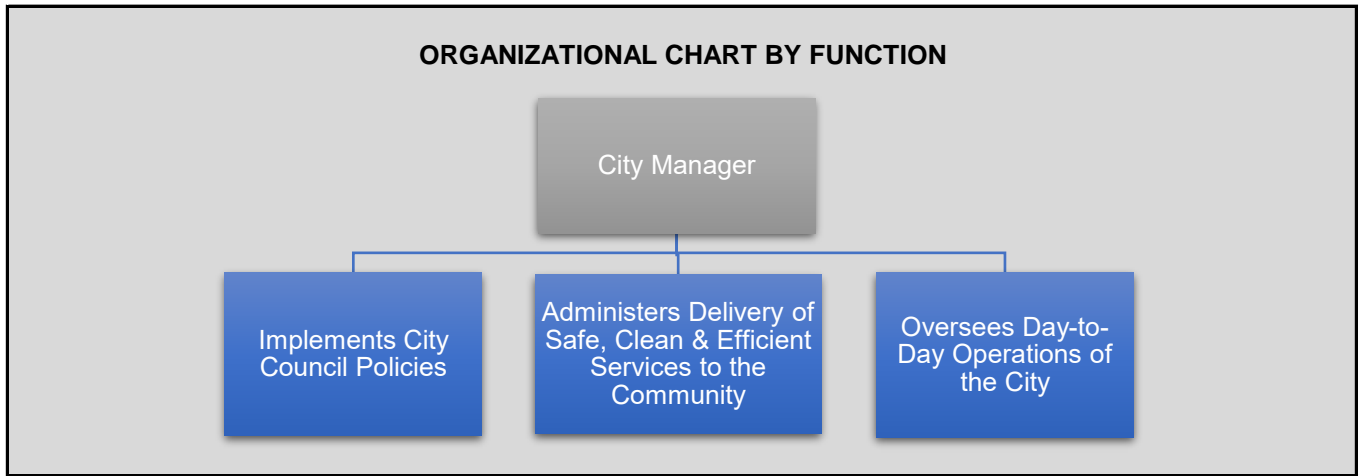 ORGANIZATIONAL CHART BY FUNCTION
City Manager
Implements City
Council Policies
Administers Delivery of
Safe, Clean & Efficient
Services to the
Community
Oversees Day-to-
Day Operations of
the City